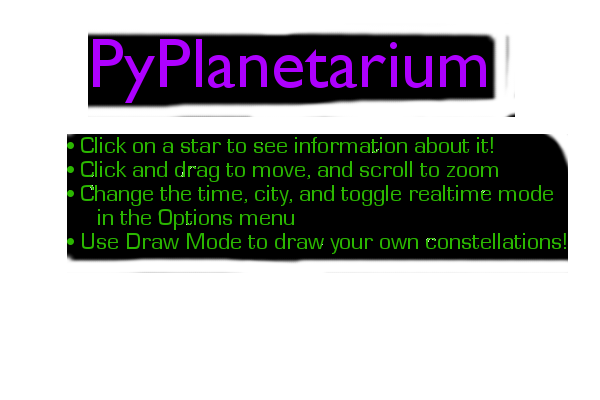 PyPlanetarium
• Click on a star to see information about it!
• Click and drag to move, and scroll to zoom
• Change the time, city, and toggle realtime mode
in the Options menu
• Use Draw Mode to draw your own constellations!